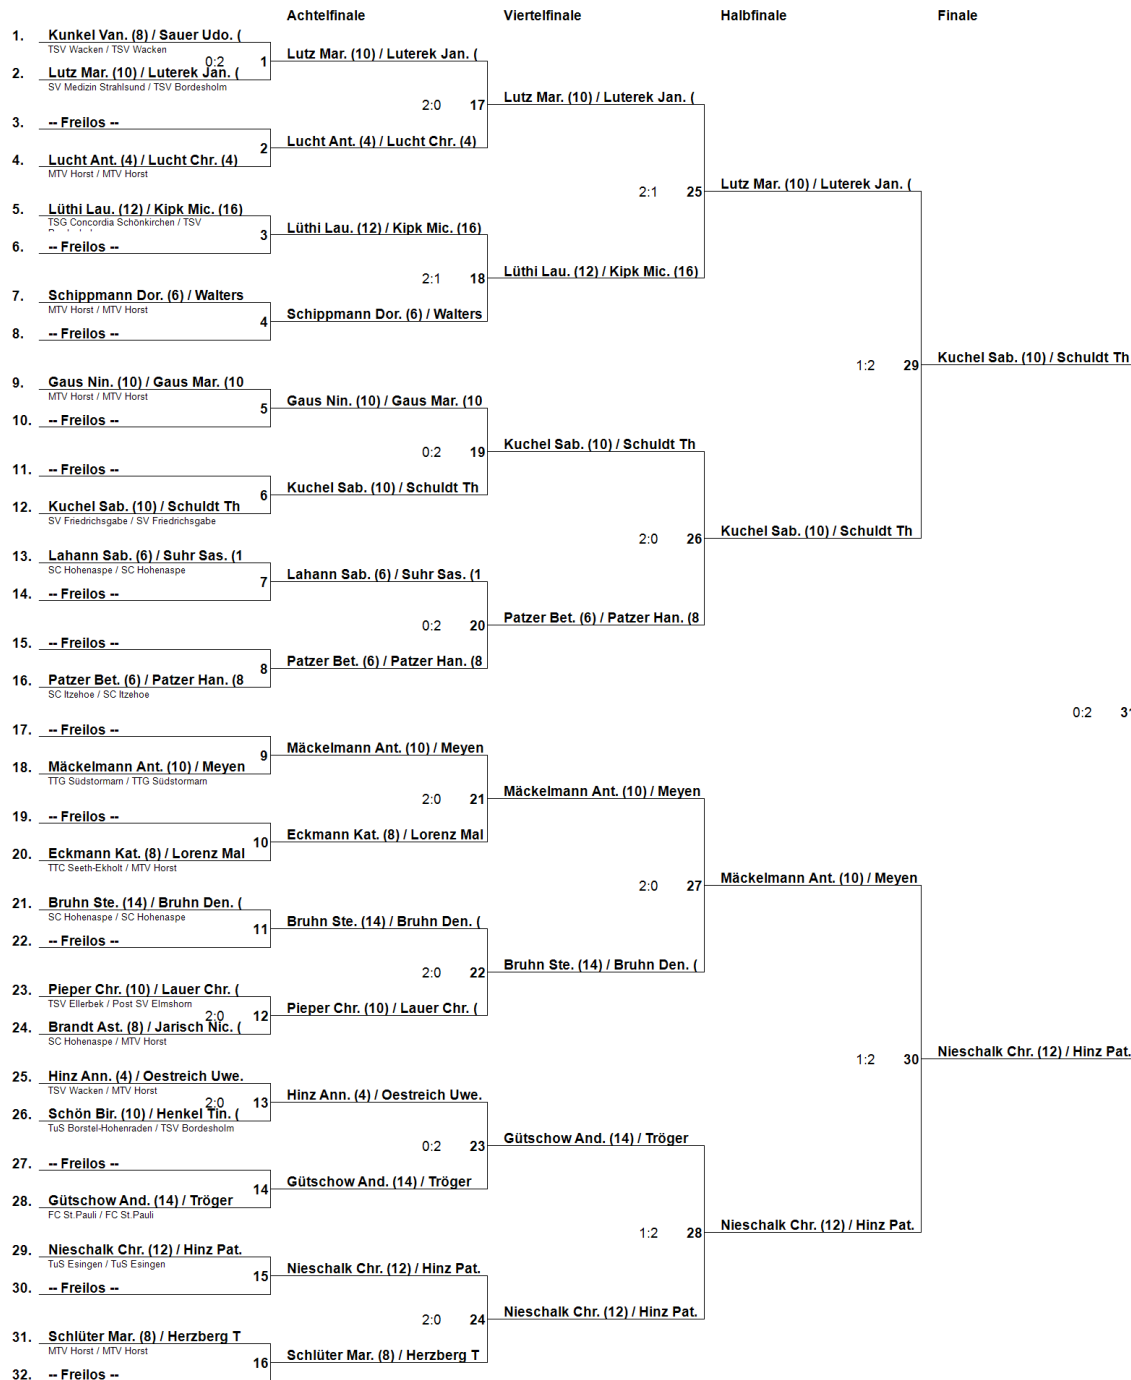 Achtelfinale Viertelfinale Halbfinale Finale
1. Kunkel Van. (8) / Sauer Udo. (
TSV Wacken / TSV Wacken
0:2 1 Lutz Mar. (10) / Luterek Jan. (
2. Lutz Mar. (10) / Luterek Jan. (
SV Medizin Strahlsund / TSV Bordesholm
2:0 17 Lutz Mar. (10) / Luterek Jan. (
3. -- Freilos --
2 Lucht Ant. (4) / Lucht Chr. (4)
4. Lucht Ant. (4) / Lucht Chr. (4)
MTV Horst / MTV Horst
2:1 25 Lutz Mar. (10) / Luterek Jan. (
5. Lüthi Lau. (12) / Kipk Mic. (16)
TSG Concordia Schönkirchen / TSV
3 Lüthi Lau. (12) / Kipk Mic. (16)
6. -- Freilos --
2:1 18 Lüthi Lau. (12) / Kipk Mic. (16)
7. Schippmann Dor. (6) / Walters
MTV Horst / MTV Horst
4 Schippmann Dor. (6) / Walters
8. -- Freilos --
1:2 29 Kuchel Sab. (10) / Schuldt Th
9. Gaus Nin. (10) / Gaus Mar. (10
MTV Horst / MTV Horst
5 Gaus Nin. (10) / Gaus Mar. (10
10. -- Freilos --
0:2 19 Kuchel Sab. (10) / Schuldt Th
11. -- Freilos --
6 Kuchel Sab. (10) / Schuldt Th
12. Kuchel Sab. (10) / Schuldt Th
SV Friedrichsgabe / SV Friedrichsgabe
2:0 26 Kuchel Sab. (10) / Schuldt Th
13. Lahann Sab. (6) / Suhr Sas. (1
SC Hohenaspe / SC Hohenaspe
7 Lahann Sab. (6) / Suhr Sas. (1
14. -- Freilos --
0:2 20 Patzer Bet. (6) / Patzer Han. (8
15. -- Freilos --
8 Patzer Bet. (6) / Patzer Han. (8
16. Patzer Bet. (6) / Patzer Han. (8
SC Itzehoe / SC Itzehoe
0:2 31
17. -- Freilos --
9 Mäckelmann Ant. (10) / Meyen
18. Mäckelmann Ant. (10) / Meyen
TTG Südstormarn / TTG Südstormarn
2:0 21 Mäckelmann Ant. (10) / Meyen
19. -- Freilos --
10 Eckmann Kat. (8) / Lorenz Mal
20. Eckmann Kat. (8) / Lorenz Mal
TTC Seeth-Ekholt / MTV Horst
2:0 27 Mäckelmann Ant. (10) / Meyen
21. Bruhn Ste. (14) / Bruhn Den. (
SC Hohenaspe / SC Hohenaspe
11 Bruhn Ste. (14) / Bruhn Den. (
22. -- Freilos --
2:0 22 Bruhn Ste. (14) / Bruhn Den. (
23. Pieper Chr. (10) / Lauer Chr. (
TSV Ellerbek / Post SV Elmshorn
2:0 12 Pieper Chr. (10) / Lauer Chr. (
24. Brandt Ast. (8) / Jarisch Nic. (
SC Hohenaspe / MTV Horst
1:2 30 Nieschalk Chr. (12) / Hinz Pat.
25. Hinz Ann. (4) / Oestreich Uwe.
TSV Wacken / MTV Horst
2:0 13 Hinz Ann. (4) / Oestreich Uwe.
26. Schön Bir. (10) / Henkel Tin. (
TuS Borstel-Hohenraden / TSV Bordesholm
0:2 23 Gütschow And. (14) / Tröger
27. -- Freilos --
14 Gütschow And. (14) / Tröger
28. Gütschow And. (14) / Tröger
FC St.Pauli / FC St.Pauli
1:2 28 Nieschalk Chr. (12) / Hinz Pat.
29. Nieschalk Chr. (12) / Hinz Pat.
TuS Esingen / TuS Esingen
15 Nieschalk Chr. (12) / Hinz Pat.
30. -- Freilos --
2:0 24 Nieschalk Chr. (12) / Hinz Pat.
31. Schlüter Mar. (8) / Herzberg T
MTV Horst / MTV Horst
16 Schlüter Mar. (8) / Herzberg T
32. -- Freilos --